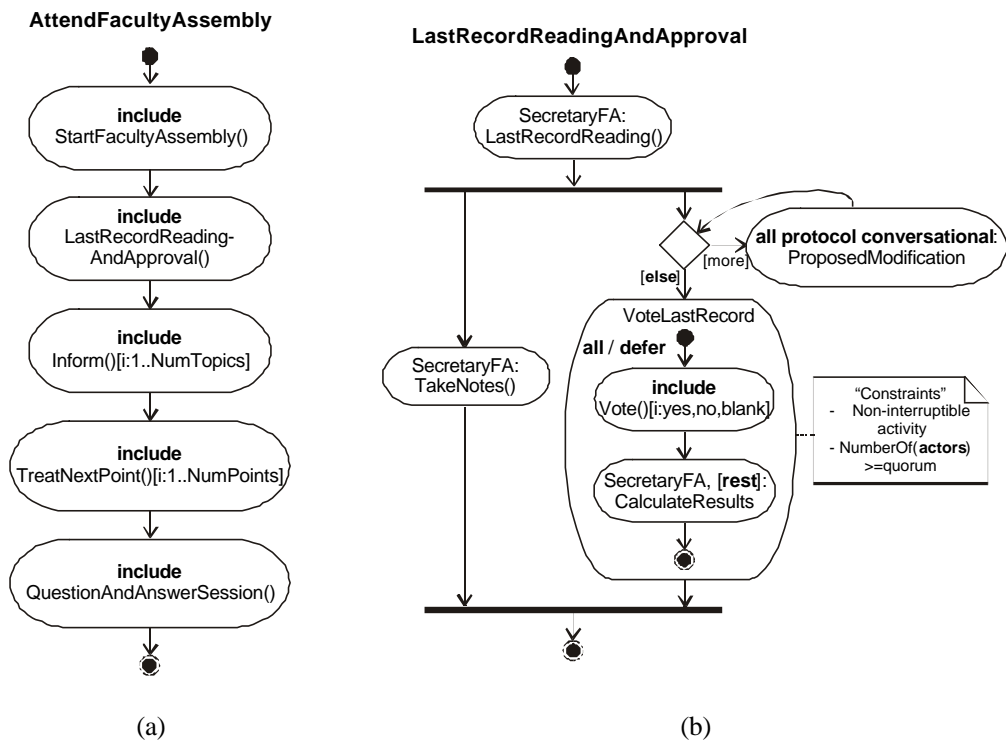 AttendFacultyAssembly
include
StartFacultyAssembly()
include
LastRecordReading-
AndApproval()
include
Inform()[i:1..NumTopics]
include
TreatNextPoint()[i:1..NumPoints]
include
QuestionAndAnswerSession()
(a)
LastRecordReadingAndApproval
SecretaryFA:
LastRecordReading()
all protocol conversational:
ProposedModification
[more]
[else]
SecretaryFA:
TakeNotes()
VoteLastRecord
all / defer
include
Vote()[i:yes,no,blank]
SecretaryFA, [rest]:
CalculateResults
“Constraints”
- Non-interruptible
activity
- NumberOf(actors)
>=quorum
(b)